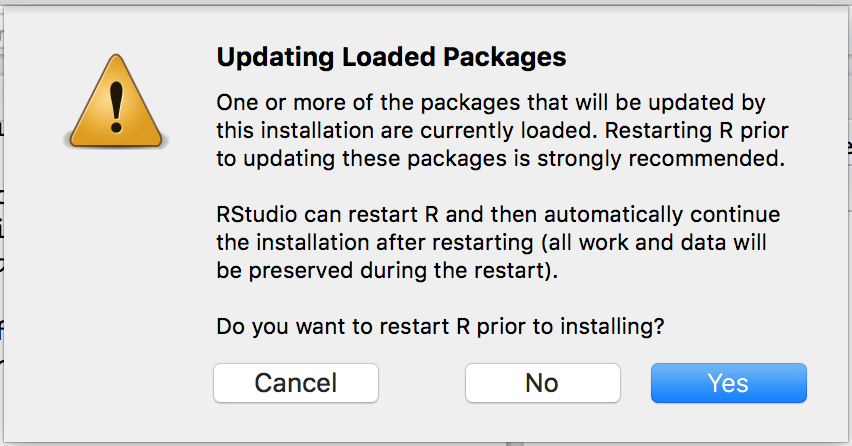 Updating Loaded Packages
One or more of the packages that will be updated by
this installation are currently loaded. Restarting R prior
to updating these packages is strongly recommended.
RStudio can restart R and then automatically continue
the installation after restarting (all work and data will
be preserved during the restart).
Do you want to restart R prior to installing?
Cancel
No
Yes